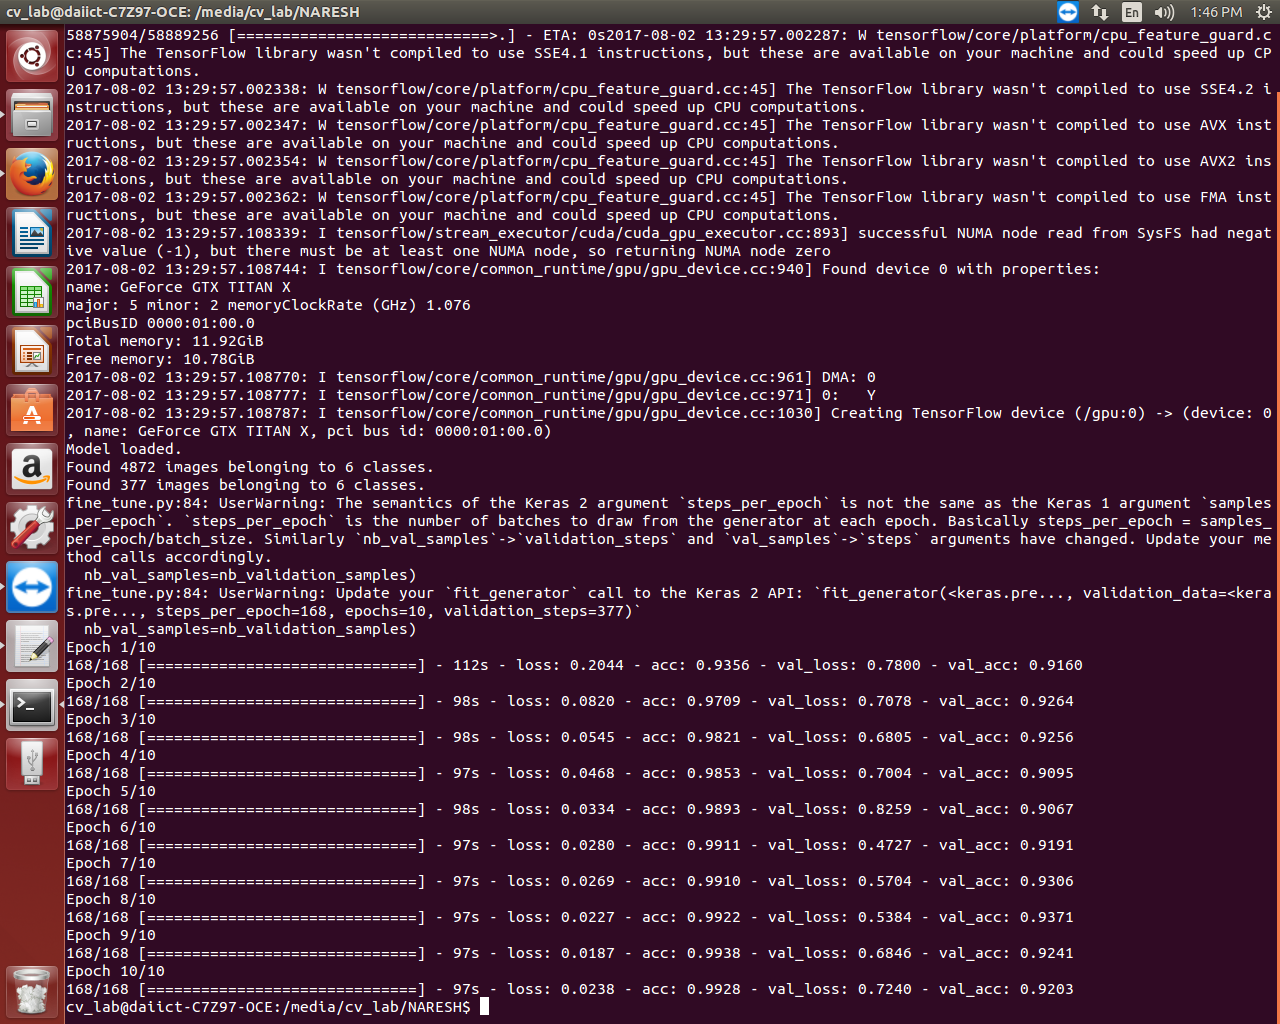 cv_lab@daiict-C7Z97-OCE: /media/cv_lab/NARESH
En
1:46 PM
58875904/58889256 [============================>.] - ETA: 0s2017-08-02 13:29:57.002287: W tensorflow/core/platform/cpu_feature_guard.c
c:45] The TensorFlow library wasn't compiled to use SSE4.1 instructions, but these are available on your machine and could speed up CP
U computations.
2017-08-02 13:29:57.002338: W tensorflow/core/platform/cpu_feature_guard.cc:45] The TensorFlow library wasn't compiled to use SSE4.2 i
nstructions, but these are available on your machine and could speed up CPU computations.
2017-08-02 13:29:57.002347: W tensorflow/core/platform/cpu_feature_guard.cc:45] The TensorFlow library wasn't compiled to use AVX inst
ructions, but these are available on your machine and could speed up CPU computations.
2017-08-02 13:29:57.002354: W tensorflow/core/platform/cpu_feature_guard.cc:45] The TensorFlow library wasn't compiled to use AVX2 ins
tructions, but these are available on your machine and could speed up CPU computations.
2017-08-02 13:29:57.002362: W tensorflow/core/platform/cpu_feature_guard.cc:45] The TensorFlow library wasn't compiled to use FMA inst
ructions, but these are available on your machine and could speed up CPU computations.
2017-08-02 13:29:57.108339: I tensorflow/stream_executor/cuda/cuda_gpu_executor.cc:893] successful NUMA node read from SysFS had negat
ive value (-1), but there must be at least one NUMA node, so returning NUMA node zero
2017-08-02 13:29:57.108744: I tensorflow/core/common_runtime/gpu/gpu_device.cc:940] Found device 0 with properties:
name: GeForce GTX TITAN X
major: 5 minor: 2 memoryClockRate (GHz) 1.076
pciBusID 0000:01:00.0
Total memory: 11.92GiB
Free memory: 10.78GiB
2017-08-02 13:29:57.108770: I tensorflow/core/common_runtime/gpu/gpu_device.cc:961] DMA: 0
2017-08-02 13:29:57.108777: I tensorflow/core/common_runtime/gpu/gpu_device.cc:971] 0:   Y
2017-08-02 13:29:57.108787: I tensorflow/core/common_runtime/gpu/gpu_device.cc:1030] Creating TensorFlow device (/gpu:0) -> (device: 0
, name: GeForce GTX TITAN X, pci bus id: 0000:01:00.0)
Model loaded.
Found 4872 images belonging to 6 classes.
Found 377 images belonging to 6 classes.
fine_tune.py:84: UserWarning: The semantics of the Keras 2 argument `steps_per_epoch` is not the same as the Keras 1 argument `samples
_per_epoch`. `steps_per_epoch` is the number of batches to draw from the generator at each epoch. Basically steps_per_epoch = samples_
per_epoch/batch_size. Similarly `nb_val_samples`->`validation_steps` and `val_samples`->`steps` arguments have changed. Update your me
thod calls accordingly.
  nb_val_samples=nb_validation_samples)
fine_tune.py:84: UserWarning: Update your `fit_generator` call to the Keras 2 API: `fit_generator(<keras.pre..., validation_data=<kera
s.pre..., steps_per_epoch=168, epochs=10, validation_steps=377)`
  nb_val_samples=nb_validation_samples)
Epoch 1/10
168/168 [==============================] - 112s - loss: 0.2044 - acc: 0.9356 - val_loss: 0.7800 - val_acc: 0.9160
Epoch 2/10
168/168 [==============================] - 98s - loss: 0.0820 - acc: 0.9709 - val_loss: 0.7078 - val_acc: 0.9264
Epoch 3/10
168/168 [==============================] - 98s - loss: 0.0545 - acc: 0.9821 - val_loss: 0.6805 - val_acc: 0.9256
Epoch 4/10
168/168 [==============================] - 97s - loss: 0.0468 - acc: 0.9853 - val_loss: 0.7004 - val_acc: 0.9095
Epoch 5/10
168/168 [==============================] - 98s - loss: 0.0334 - acc: 0.9893 - val_loss: 0.8259 - val_acc: 0.9067
Epoch 6/10
168/168 [==============================] - 97s - loss: 0.0280 - acc: 0.9911 - val_loss: 0.4727 - val_acc: 0.9191
Epoch 7/10
168/168 [==============================] - 97s - loss: 0.0269 - acc: 0.9910 - val_loss: 0.5704 - val_acc: 0.9306
Epoch 8/10
168/168 [==============================] - 97s - loss: 0.0227 - acc: 0.9922 - val_loss: 0.5384 - val_acc: 0.9371
Epoch 9/10
168/168 [==============================] - 97s - loss: 0.0187 - acc: 0.9938 - val_loss: 0.6846 - val_acc: 0.9241
Epoch 10/10
168/168 [==============================] - 97s - loss: 0.0238 - acc: 0.9928 - val_loss: 0.7240 - val_acc: 0.9203
cv_lab@daiict-C7Z97-OCE:/media/cv_lab/NARESH$